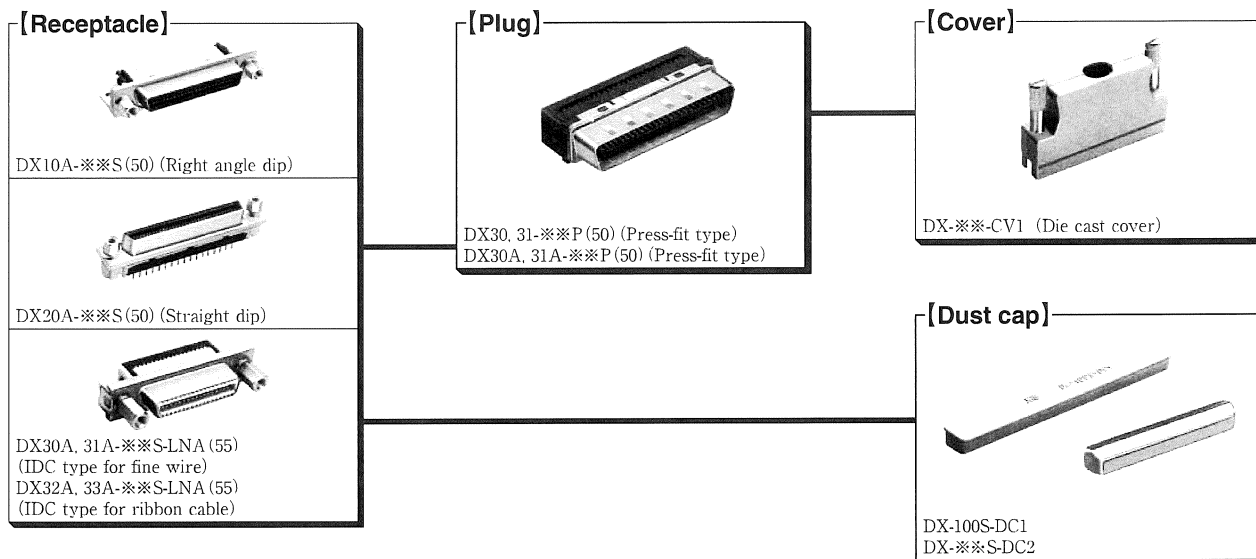 【Receptacle】
DX10A-※※S(50) (Right angle dip)
DX20A-※※S(50) (Straight dip)
DX30A, 31A-※※S-LNA(55)
(IDC type for fine wire)
DX32A, 33A-※※S-LNA(55)
(IDC type for ribbon cable)
【Plug】
DX30, 31-※※P(50) (Press-fit type)
DX30A, 31A-※※P(50) (Press-fit type)
【Cover】
DX-※※-CV1 (Die cast cover)
【Dust cap】
DX-100S-DC1
DX-※※S-DC2